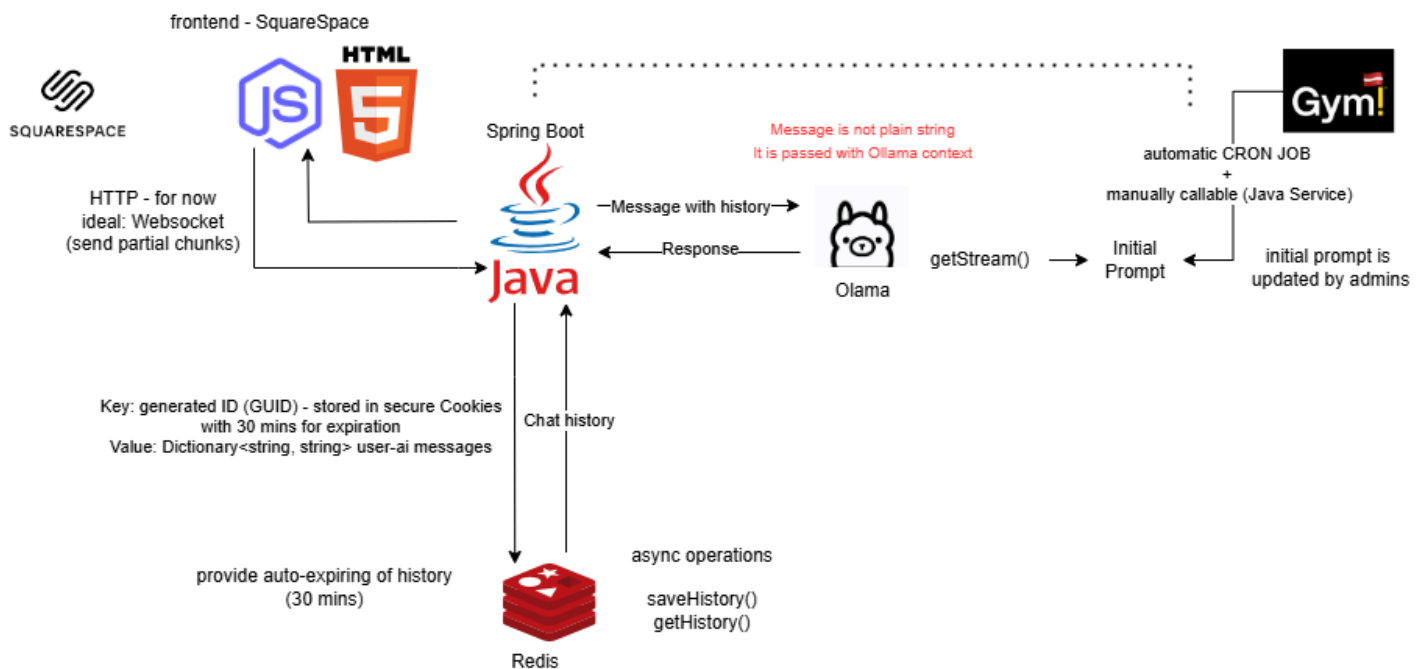 frontend - SquareSpace
SQUARESPACE
JS
HTML
5
HTTP - for now
ideal: Websocket
(send partial chunks)
Spring Boot
Java
Message is not plain string
It is passed with Ollama context
Message with history
Response
Olama
getStream()
Initial
Prompt
Gym!
automatic CRON JOB
+
manually callable (Java Service)
initial prompt is
updated by admins
Key: generated ID (GUID) - stored in secure Cookies
with 30 mins for expiration
Value: Dictionary<string, string> user-ai messages
Chat history
provide auto-expiring of history
(30 mins)
async operations
saveHistory()
getHistory()
Redis